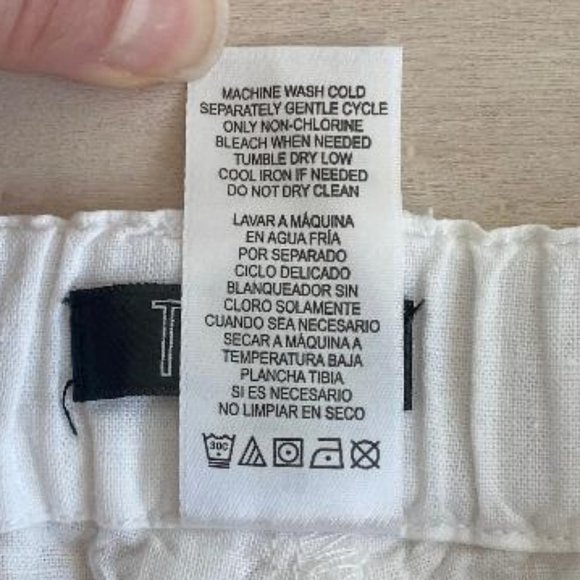 MACHINE WASH COLD
SEPARATELY GENTLE CYCLE
ONLY NON-CHLORINE
BLEACH WHEN NEEDED
TUMBLE DRY LOW
COOL IRON IF NEEDED
DO NOT DRY CLEAN
LAVAR A MÁQUINA
EN AGUA FRÍA
POR SEPARADO
CICLO DELICADO
BLANQUEADOR SIN
CLORO SOLAMENTE
CUANDO SEA NECESARIO
SECAR A MÁQUINA A
TEMPERATURA BAJA
PLANCHA TIBIA
SI ES NECESARIO
NO LIMPIAR EN SECO
30C